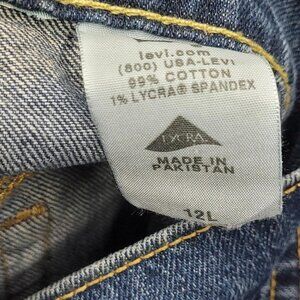 levi.com
(800) USA-LEVI
99% COTTON
1% LYCRA® SPANDEX
LYCRA
MADE IN
PAKISTAN
12L